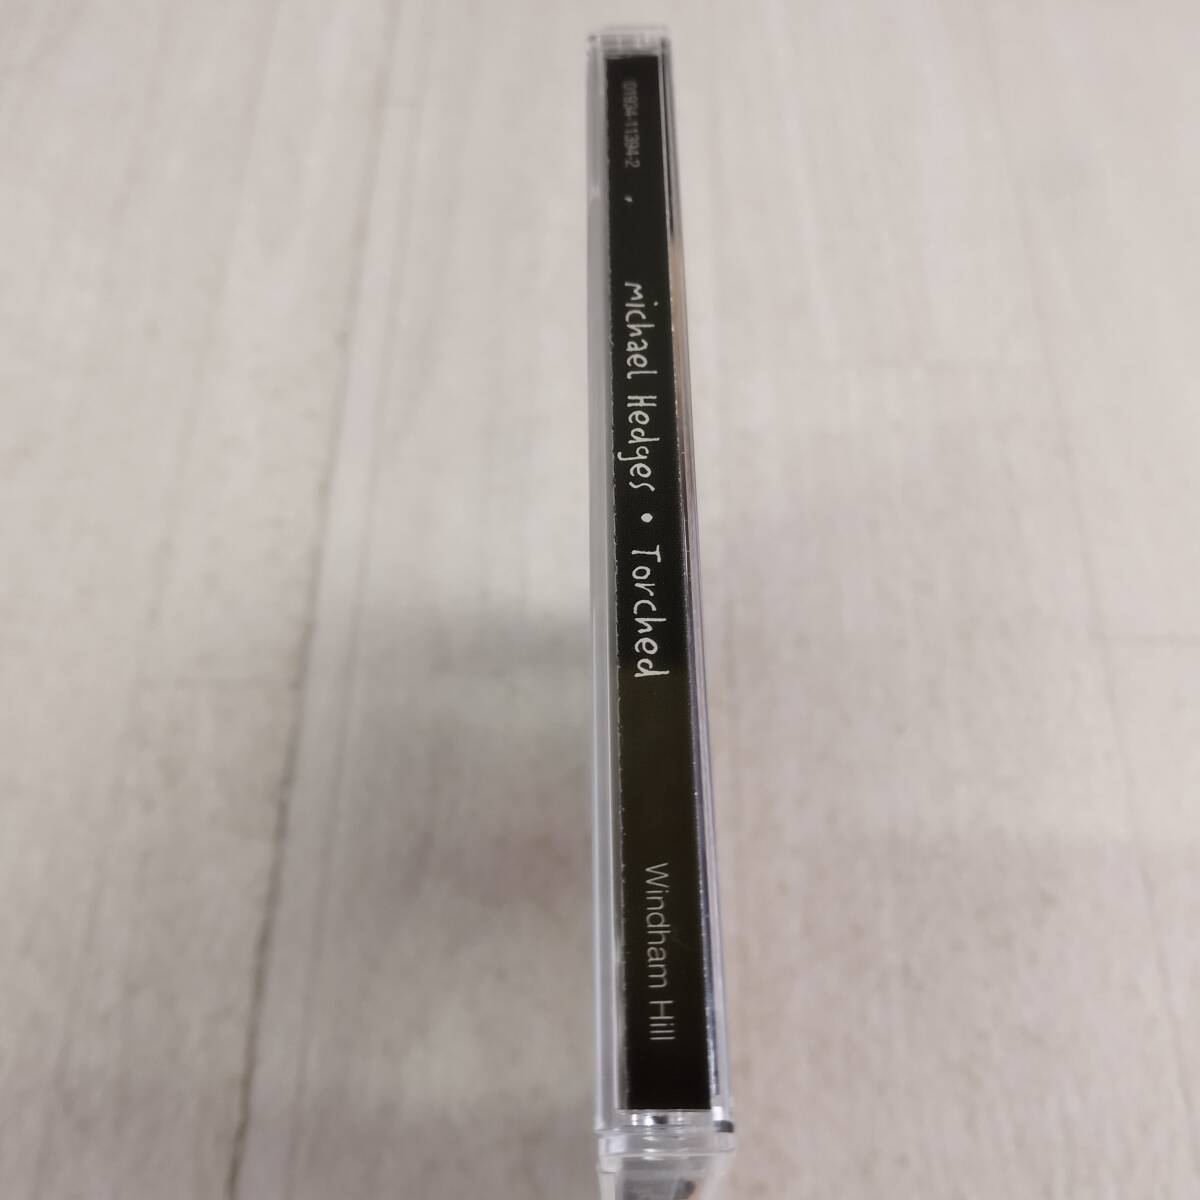 01934-11394-2
michael Hedges • Torched
Windham Hill